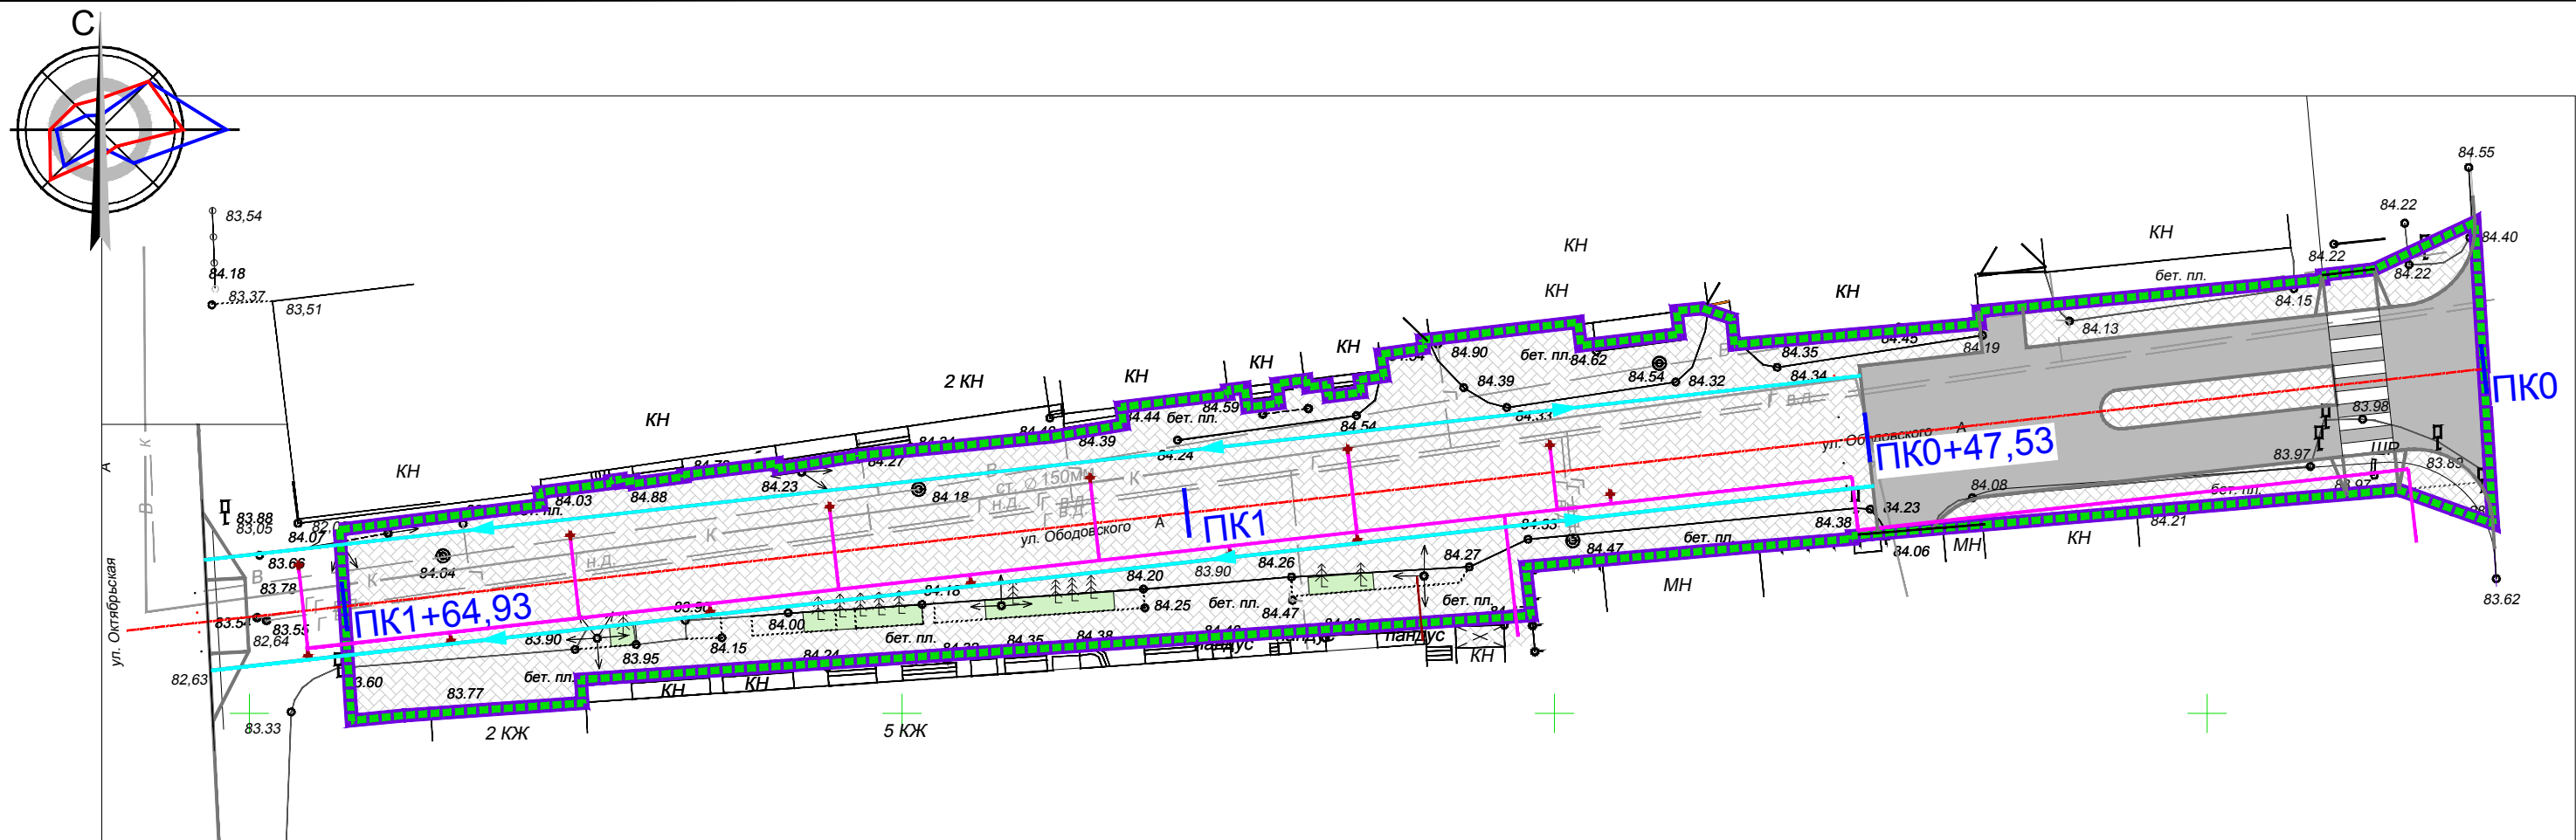 С
84.55
83,54
84.22
КН
84.40
КН
84.22
84.18
84.22
бет. пл.
83.37
83,51
КН
КН
84.15
84.13
84.45
84.19
84.90
бет. пл.
84.62
84.35
КН
КН
В
84.34
2 КН
КН
84.39
84.54
84.32
ПК0
КН
84.44
84.59
бет. пл.
84.33
Г
в.д.
83.98
84.54
84.39
ул. Ободовского
А
ПК0+47,53
84.24
ШР
КН
84.27
В
83.97
83.89
А
К
84.03
84.88
84.23
ст. Ø 150мм
К
84.08
84.18
н.д.
Г
в.д.
Г
в.д.
84.23
бет. пл.
83.88
83,05
84.38
84.21
84.07
ул. Ободовского
А
ПК1
84.33
бет. пл.
КН
В
К
МН
84.06
84.47
83.66
84.04
н.д.
84.27
В
К
83.90
84.26
МН
83.78
84.20
84.18
83.62
ПК1+64,93
84.25
бет. пл.
бет. пл.
84.47
ул. Октябрьская
83.55
84.00
82,64
83.90
бет. пл.
84.15
84.35
84.38
пандус
83.95
84.24
КН
82,63
бет. пл.
КН
КН
83.77
83.33
2 КЖ
5 КЖ